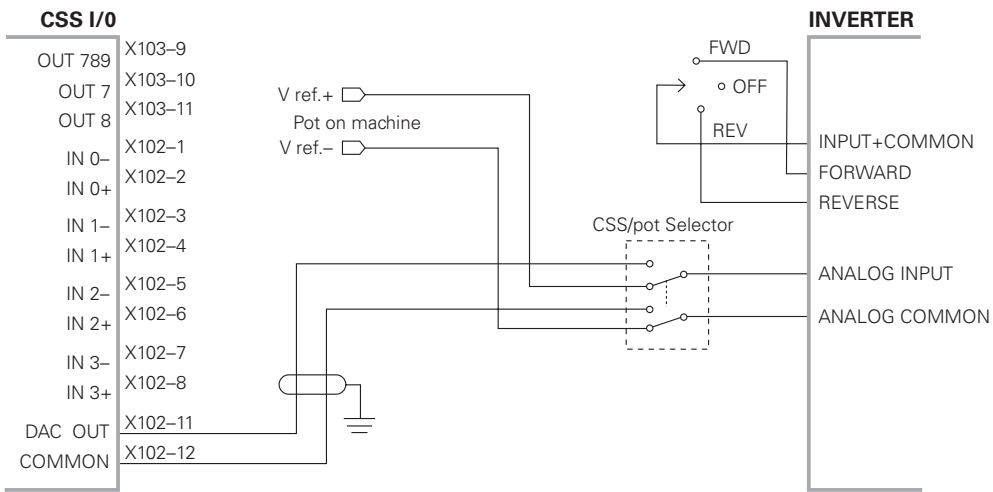 CSS I/0
INVERTER
OUT 789
X103–9
OUT 7
X103–10
OUT 8
X103–11
IN 0–
X102–1
IN 0+
X102–2
IN 1–
X102–3
IN 1+
X102–4
IN 2–
X102–5
IN 2+
X102–6
IN 3–
X102–7
IN 3+
X102–8
DAC OUT
X102–11
COMMON
X102–12
V ref.+
Pot on machine
V ref.–
FWD
OFF
REV
CSS/pot Selector
INPUT+COMMON
FORWARD
REVERSE
ANALOG INPUT
ANALOG COMMON